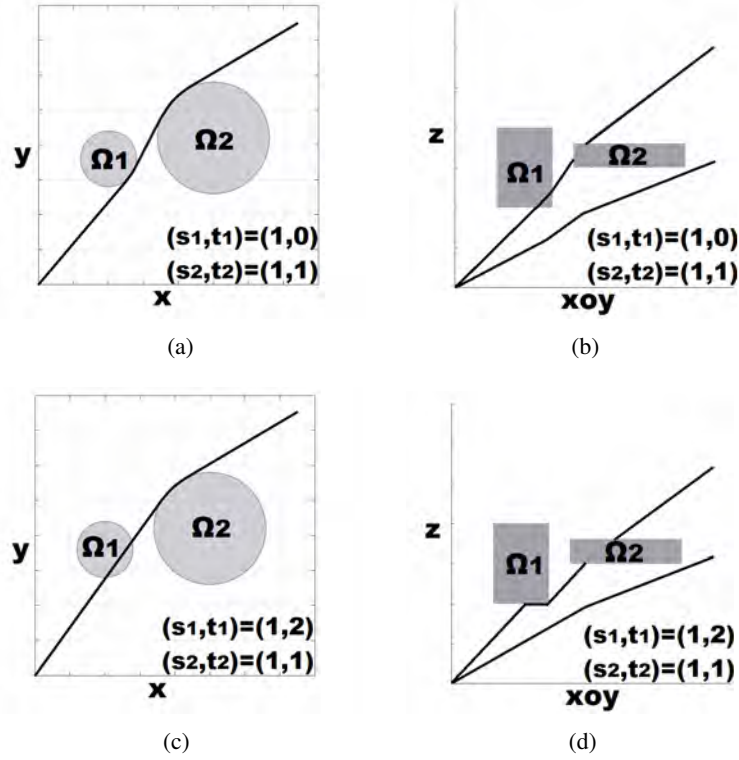 y
Ω1
Ω2
(s1,t1)=(1,0)
(s2,t2)=(1,1)
x
(a)
z
Ω1
Ω2
(s1,t1)=(1,0)
(s2,t2)=(1,1)
xoy
(b)
y
Ω1
Ω2
(s1,t1)=(1,2)
(s2,t2)=(1,1)
x
(c)
z
Ω1
Ω2
(s1,t1)=(1,2)
(s2,t2)=(1,1)
xoy
(d)